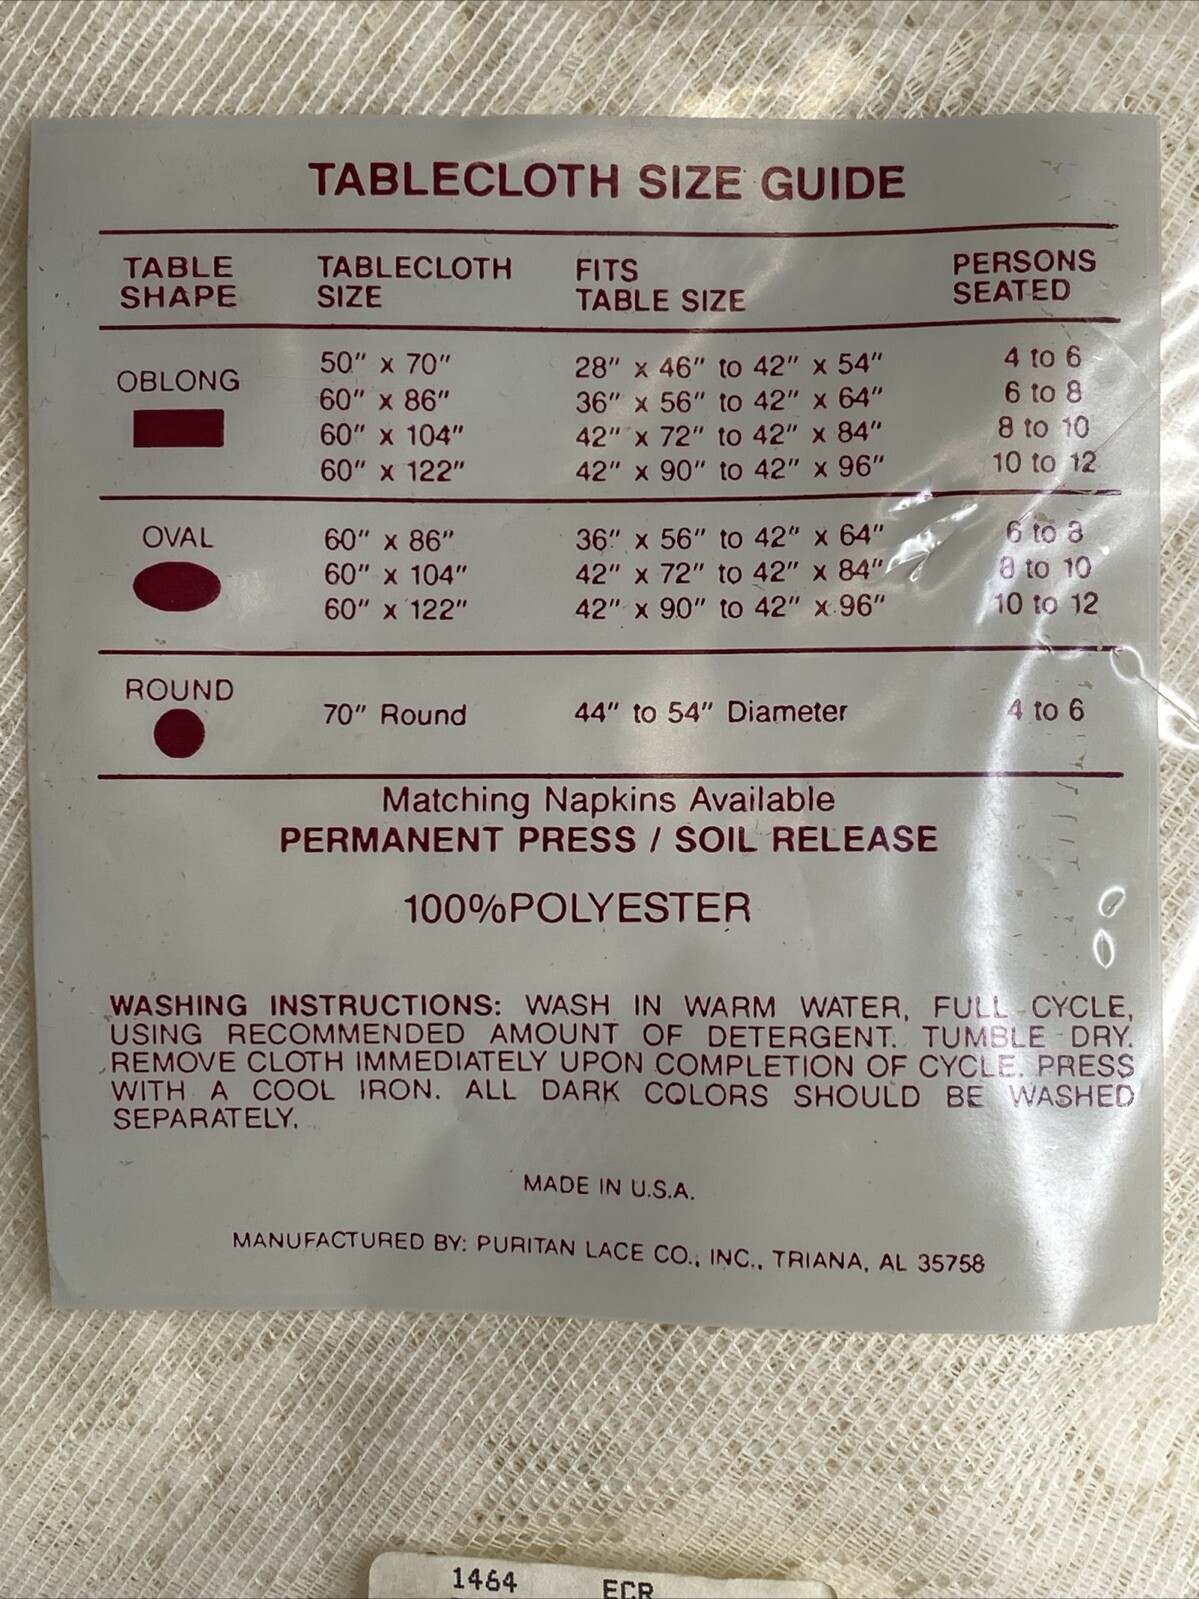 TABLECLOTH SIZE GUIDE
TABLE SHAPE TABLECLOTH SIZE FITS TABLE SIZE PERSONS SEATED
OBLONG
50" x 70" 28" x 46" to 42" x 54" 4 to 6
60" x 86" 36" x 56" to 42" x 64" 6 to 8
60" x 104" 42" x 72" to 42" x 84" 8 to 10
60" x 122" 42" x 90" to 42" x 96" 10 to 12
OVAL
60" x 86" 36" x 56" to 42" x 64" 6 to 8
60" x 104" 42" x 72" to 42" x 84" 8 to 10
60" x 122" 42" x 90" to 42" x 96" 10 to 12
ROUND
70" Round 44" to 54" Diameter 4 to 6
Matching Napkins Available
PERMANENT PRESS / SOIL RELEASE
100%POLYESTER
WASHING INSTRUCTIONS: WASH IN WARM WATER, FULL CYCLE,
USING RECOMMENDED AMOUNT OF DETERGENT. TUMBLE DRY.
REMOVE CLOTH IMMEDIATELY UPON COMPLETION OF CYCLE. PRESS
WITH A COOL IRON. ALL DARK COLORS SHOULD BE WASHED
SEPARATELY.
MADE IN U.S.A.
MANUFACTURED BY: PURITAN LACE CO., INC., TRIANA, AL 35758
1464 ECR